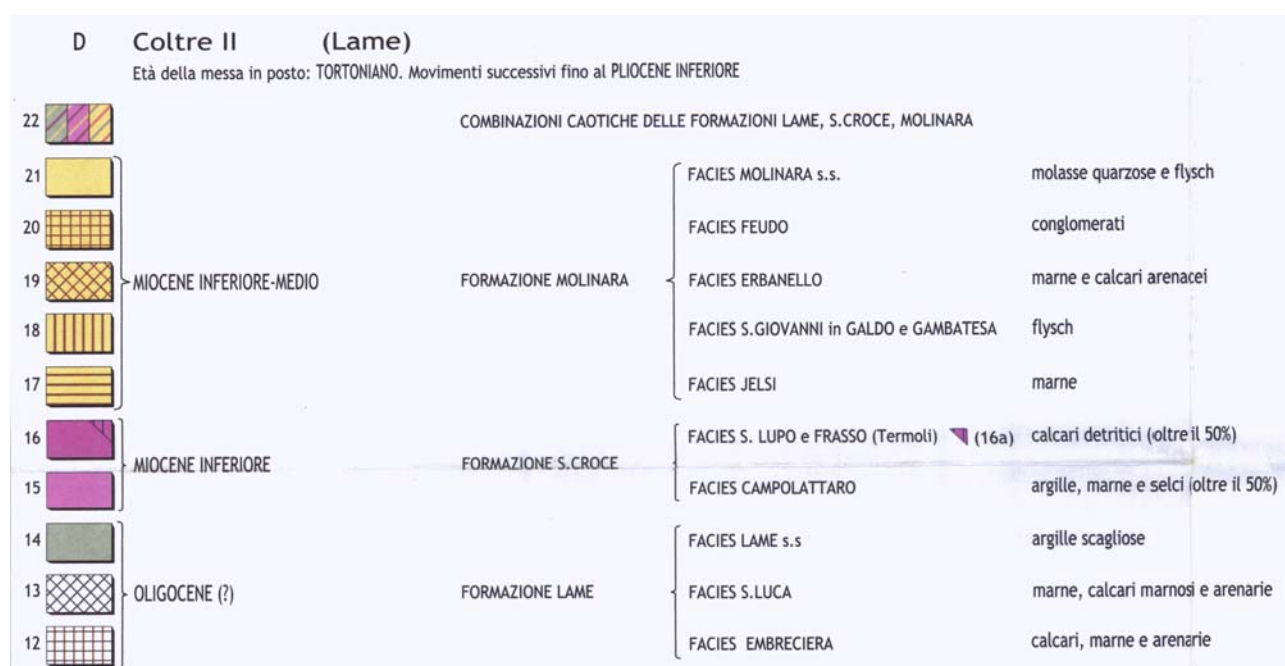 D Coltre II (Lame)
Età della messa in posto: TORTONIANO. Movimenti successivi fino al PLIOCENE INFERIORE
22 COMBINAZIONI CAOTICHE DELLE FORMAZIONI LAME, S.CROCE, MOLINARA
21 FACIES MOLINARA s.s. molasse quarzose e flysch
20 FACIES FEUDO conglomerati
19 MIOCENE INFERIORE-MEDIO FORMAZIONE MOLINARA FACIES ERBANELLO marne e calcari arenacei
18 FACIES S.GIOVANNI in GALDO e GAMBATESA flysch
17 FACIES JELSI marne
16 FACIES S. LUPO e FRASSO (Termoli) (16a) calcari detritici (oltre il 50%)
MIOCENE INFERIORE FORMAZIONE S.CROCE
15 FACIES CAMPOLATTARO argille, marne e selci (oltre il 50%)
14 FACIES LAME s.s argille scagliose
13 OLIGOCENE (?) FORMAZIONE LAME FACIES S.LUCA marne, calcari marnosi e arenarie
12 FACIES EMBRECIERA calcari, marne e arenarie